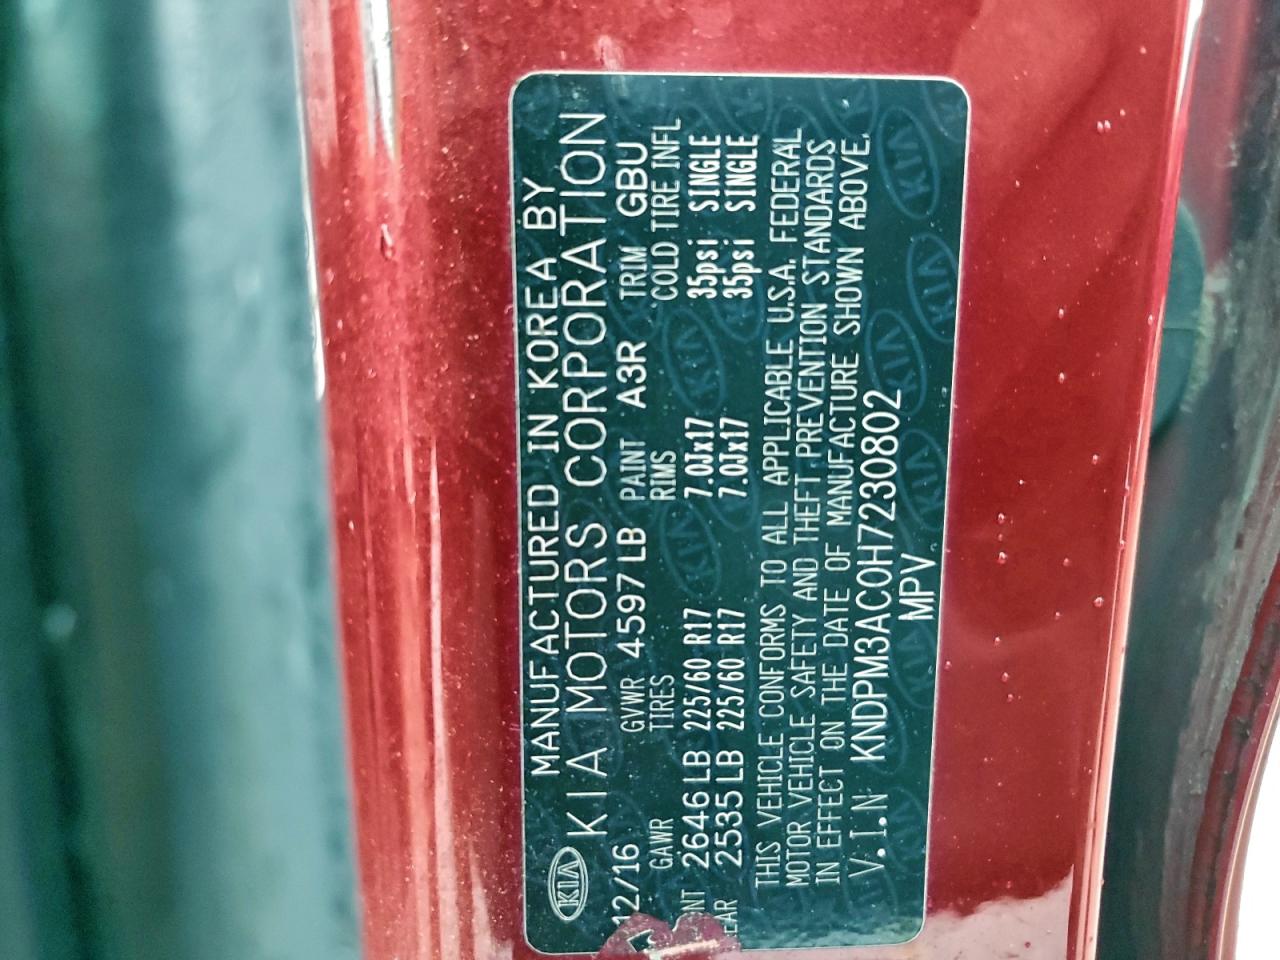 MANUFACTURED IN KOREA BY
KIA KIA MOTORS CORPORATION
12/16 GVWR 4597 LB PAINT A3R TRIM GBU
GAWR TIRES RIMS COLD TIRE INFL
NT 2646 LB 225/60 R17 7.0Jx17 35psi SINGLE
EAR 2535 LB 225/60 R17 7.0Jx17 35psi SINGLE
THIS VEHICLE CONFORMS TO ALL APPLICABLE U.S.A. FEDERAL
MOTOR VEHICLE SAFETY AND THEFT PREVENTION STANDARDS
IN EFFECT ON THE DATE OF MANUFACTURE SHOWN ABOVE.
V.I.N KNDPM3AC0H7230802
MPV